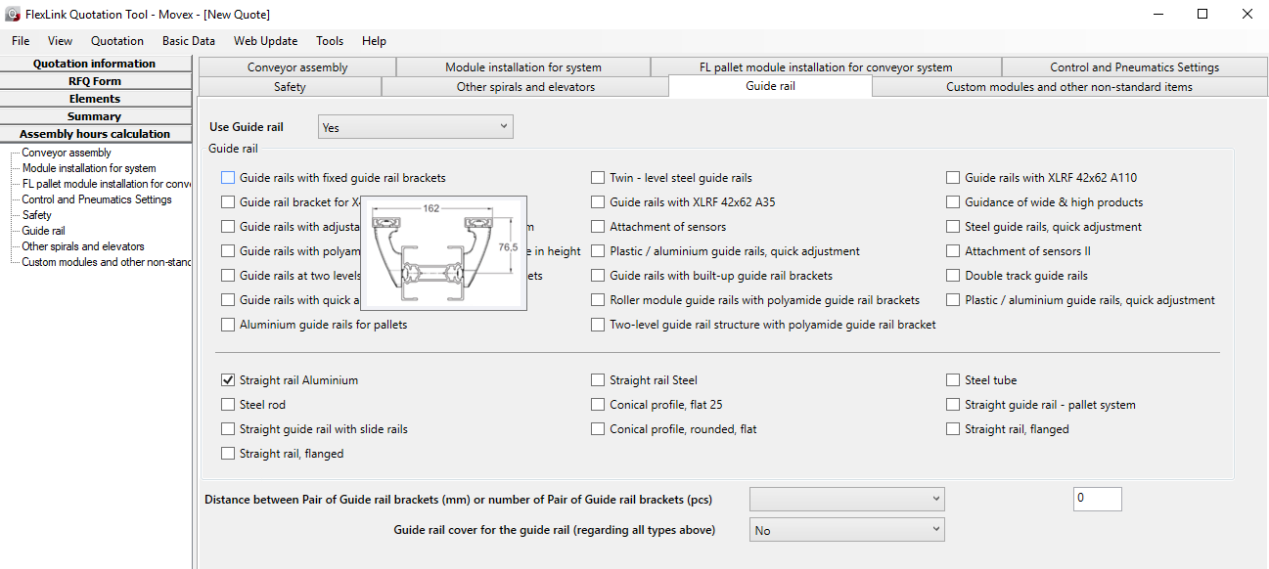 FlexLink Quotation Tool - Movex - [New Quote]
File View Quotation Basic Data Web Update Tools Help
Quotation information
RFQ Form
Elements
Summary
Assembly hours calculation
Conveyor assembly
Module installation for system
FL pallet module installation for conve
Control and Pneumatics Settings
Safety
Guide rail
Other spirals and elevators
Custom modules and other non-stanc
Conveyor assembly Module installation for system FL pallet module installation for conveyor system Control and Pneumatics Settings
Safety Other spirals and elevators Guide rail Custom modules and other non-standard items
Use Guide rail Yes
Guide rail
Guide rails with fixed guide rail brackets Twin - level steel guide rails Guide rails with XLRF 42x62 A110
Guide rail bracket for X Guide rails with XLRF 42x62 A35 Guidance of wide & high products
Guide rails with adjusta m Attachment of sensors Steel guide rails, quick adjustment
Guide rails with polyam e in height Plastic / aluminium guide rails, quick adjustment Attachment of sensors II
Guide rails at two levels ets Guide rails with built-up guide rail brackets Double track guide rails
Guide rails with quick a Roller module guide rails with polyamide guide rail brackets Plastic / aluminium guide rails, quick adjustment
Aluminium guide rails for pallets Two-level guide rail structure with polyamide guide rail bracket
162
76,5
Straight rail Aluminium Straight rail Steel Steel tube
Steel rod Conical profile, flat 25 Straight guide rail - pallet system
Straight guide rail with slide rails Conical profile, rounded, flat Straight rail, flanged
Straight rail, flanged
Distance between Pair of Guide rail brackets (mm) or number of Pair of Guide rail brackets (pcs) 0
Guide rail cover for the guide rail (regarding all types above) No